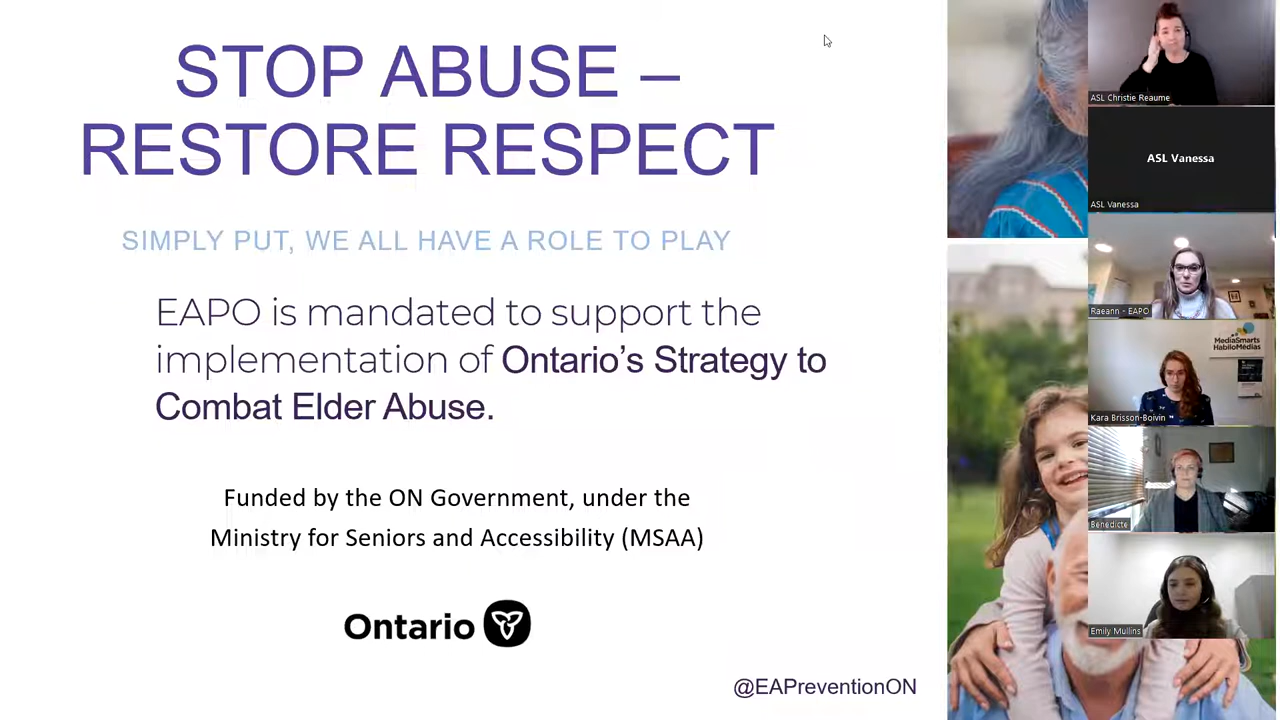 STOP ABUSE –
RESTORE RESPECT
SIMPLY PUT, WE ALL HAVE A ROLE TO PLAY
EAPO is mandated to support the
implementation of Ontario’s Strategy to
Combat Elder Abuse.
Funded by the ON Government, under the
Ministry for Seniors and Accessibility (MSAA)
Ontario
@EAPreventionON
ASL Christie Reaume
ASL Vanessa
ASL Vanessa
Raeann - EAPO
MediaSmarts
HabiloMédias
Kara Brisson-Boivin
Benedicte
Emily Mullins